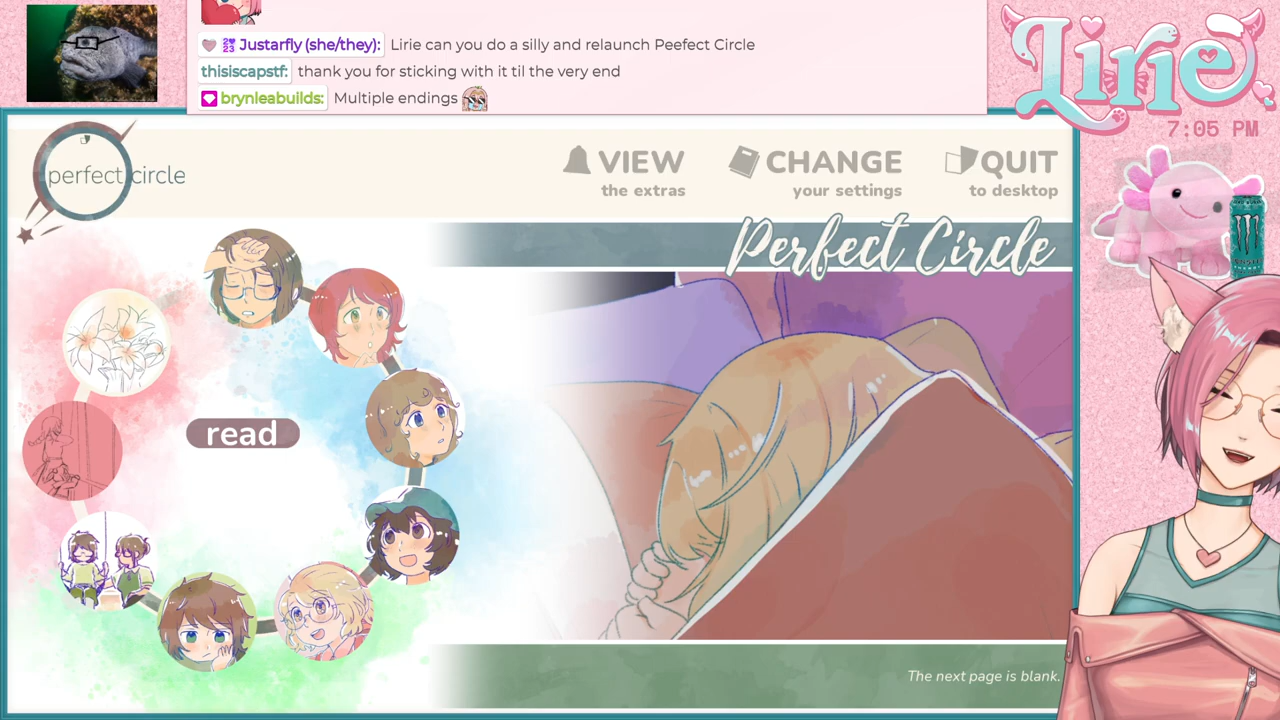 Justarfly (she/they): Lirie can you do a silly and relaunch Peefect Circle
thisiscapstf: thank you for sticking with it til the very end
brynleabuilds: Multiple endings
Lirie
7:05 PM
perfect circle
VIEW
the extras
CHANGE
your settings
QUIT
to desktop
Perfect Circle
read
The next page is blank.